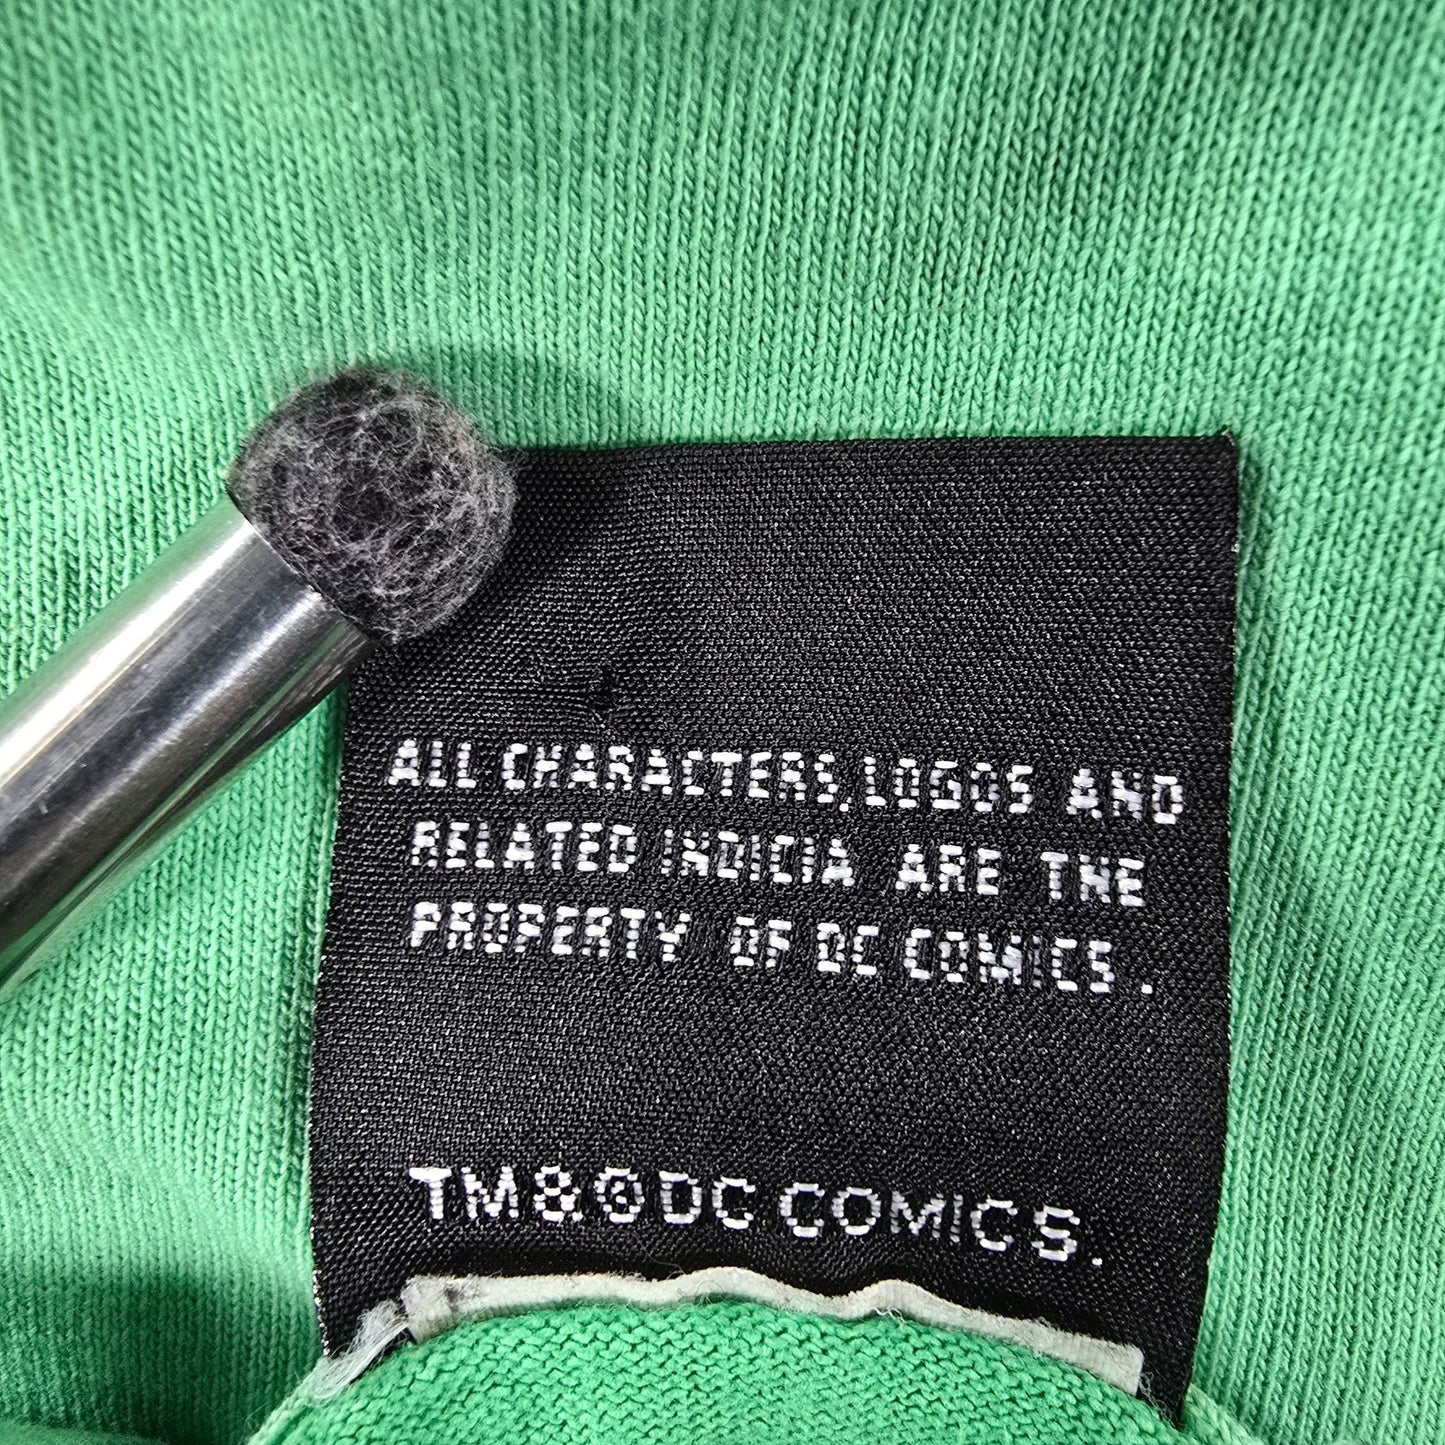 ALL CHARACTERS, LOGOS AND
RELATED INDICIA ARE THE
PROPERTY OF DC COMICS.
TM & © DC COMICS.